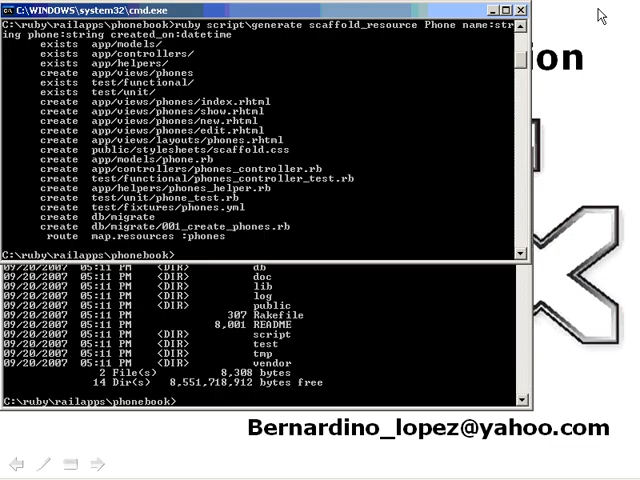 C:\WINDOWS\system32\cmd.exe
C:\ruby\railapps\phonebook>ruby script\generate scaffold_resource Phone name:str
ing phone:string created_on:datetime
exists app/models/
exists app/controllers/
exists app/helpers/
create app/views/phones
exists test/functional/
exists test/unit/
create app/views/phones/index.rhtml
create app/views/phones/show.rhtml
create app/views/phones/new.rhtml
create app/views/phones/edit.rhtml
create app/views/layouts/phones.rhtml
create public/stylesheets/scaffold.css
create app/models/phone.rb
create app/controllers/phones_controller.rb
create test/functional/phones_controller_test.rb
create app/helpers/phones_helper.rb
create test/unit/phone_test.rb
create test/fixtures/phones.yml
create db/migrate
create db/migrate/001_create_phones.rb
route map.resources :phones
C:\ruby\railapps\phonebook>
ion
09/20/2007 05:11 PM <DIR> db
09/20/2007 05:11 PM <DIR> doc
09/20/2007 05:11 PM <DIR> lib
09/20/2007 05:11 PM <DIR> log
09/20/2007 05:11 PM <DIR> public
09/20/2007 05:11 PM 307 Rakefile
09/20/2007 05:11 PM 8,001 README
09/20/2007 05:11 PM <DIR> script
09/20/2007 05:11 PM <DIR> test
09/20/2007 05:11 PM <DIR> tmp
09/20/2007 05:11 PM <DIR> vendor
2 File(s) 8,308 bytes
14 Dir(s) 8,551,718,912 bytes free
C:\ruby\railapps\phonebook>
Bernardino_lopez@yahoo.com